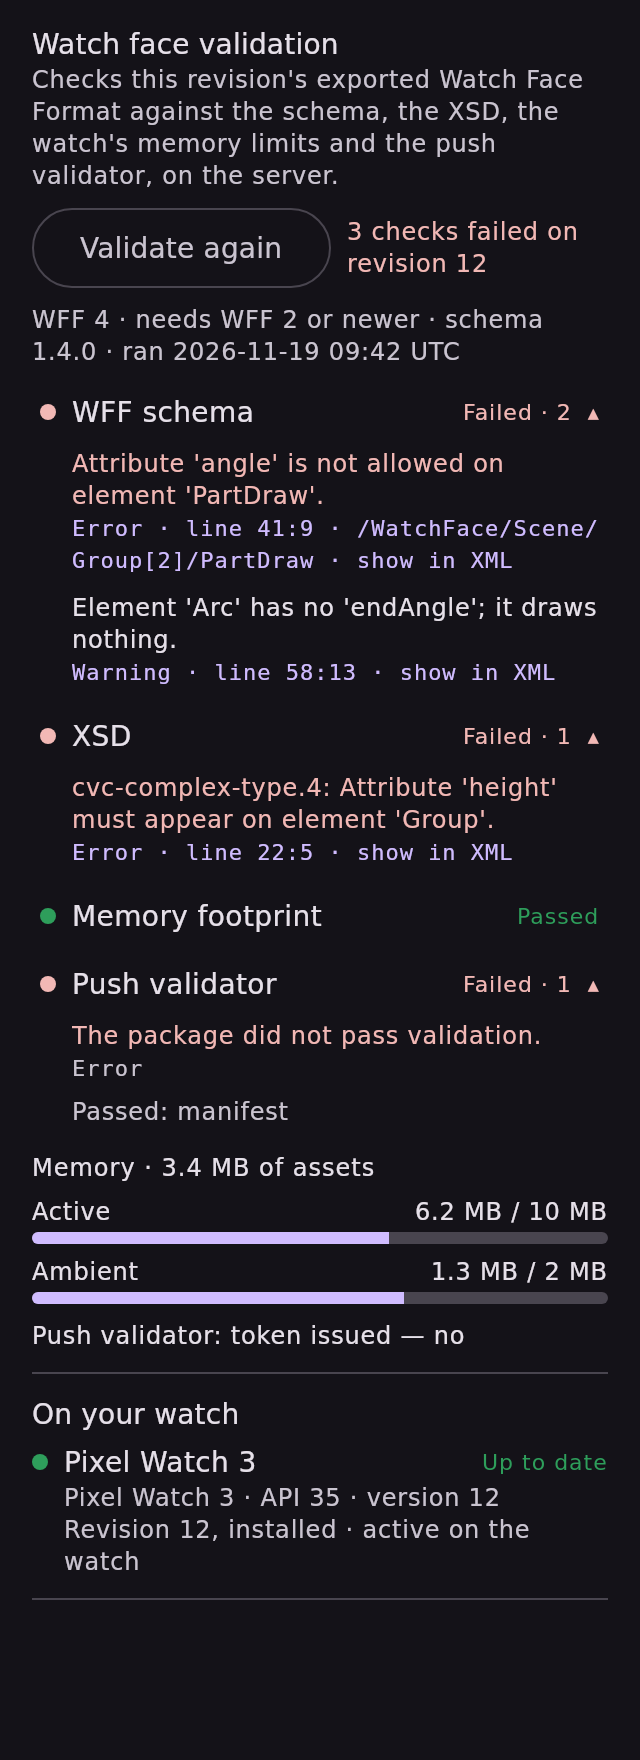 Watch face validation
Checks this revision's exported Watch Face
Format against the schema, the XSD, the
watch's memory limits and the push
validator, on the server.
Validate again
3 checks failed on
revision 12
WFF 4 · needs WFF 2 or newer · schema
1.4.0 · ran 2026-11-19 09:42 UTC
WFF schema
Failed · 2 ▲
Attribute 'angle' is not allowed on
element 'PartDraw'.
Error · line 41:9 · /WatchFace/Scene/
Group[2]/PartDraw · show in XML
Element 'Arc' has no 'endAngle'; it draws
nothing.
Warning · line 58:13 · show in XML
XSD
Failed · 1 ▲
cvc-complex-type.4: Attribute 'height'
must appear on element 'Group'.
Error · line 22:5 · show in XML
Memory footprint
Passed
Push validator
Failed · 1 ▲
The package did not pass validation.
Error
Passed: manifest
Memory · 3.4 MB of assets
Active
6.2 MB / 10 MB
Ambient
1.3 MB / 2 MB
Push validator: token issued — no
On your watch
Pixel Watch 3
Up to date
Pixel Watch 3 · API 35 · version 12
Revision 12, installed · active on the
watch